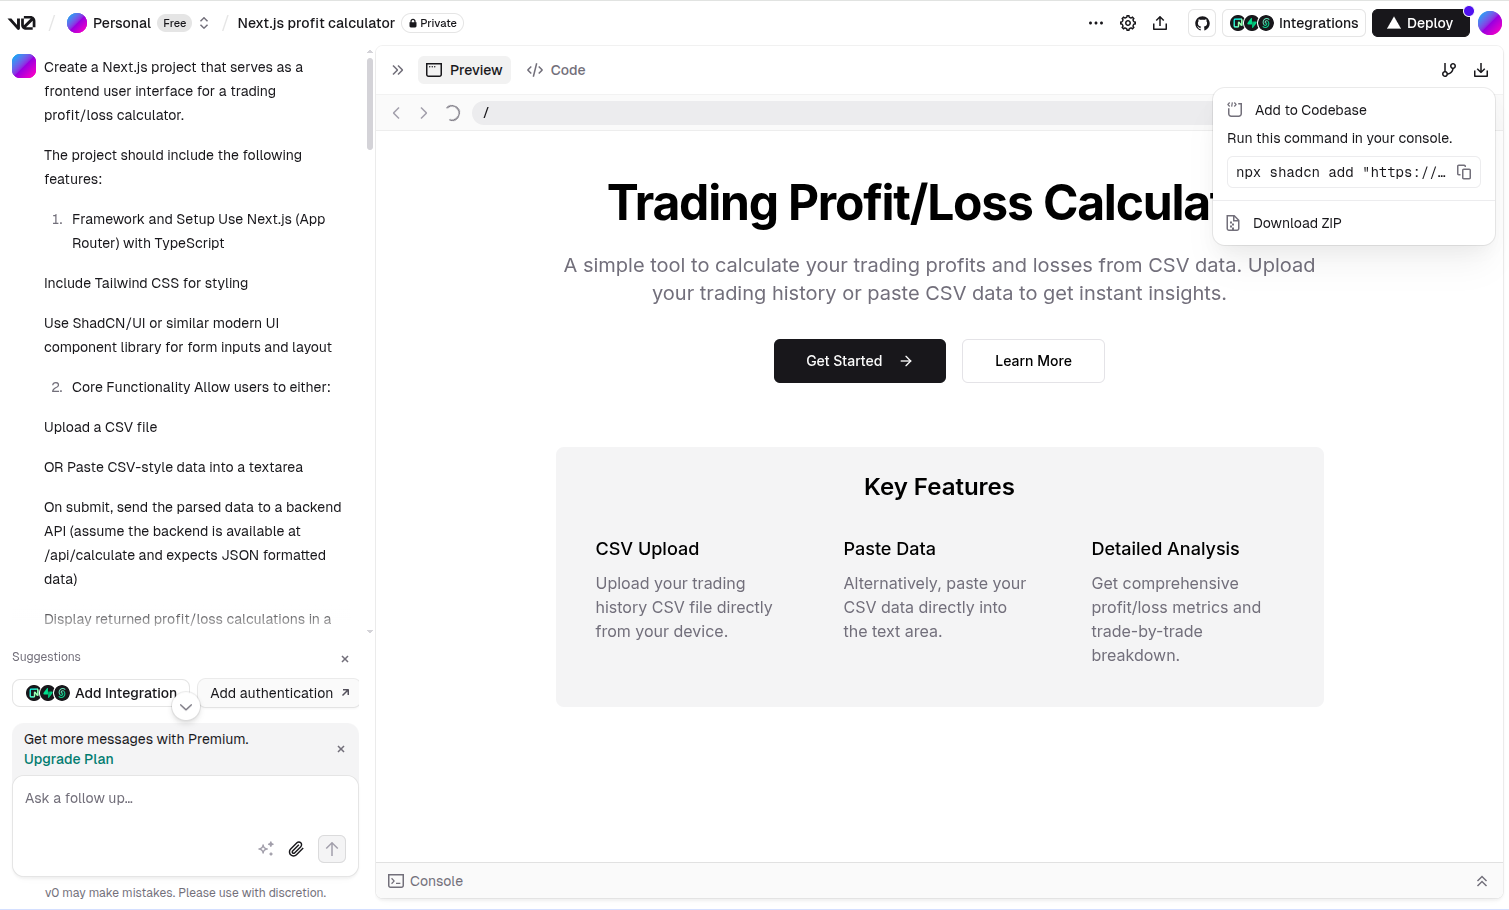 v0
Personal Free
Next.js profit calculator Private
Integrations
Deploy
Create a Next.js project that serves as a
frontend user interface for a trading
profit/loss calculator.
The project should include the following
features:
1. Framework and Setup Use Next.js (App
Router) with TypeScript
Include Tailwind CSS for styling
Use ShadCN/UI or similar modern UI
component library for form inputs and layout
2. Core Functionality Allow users to either:
Upload a CSV file
OR Paste CSV-style data into a textarea
On submit, send the parsed data to a backend
API (assume the backend is available at
/api/calculate and expects JSON formatted
data)
Display returned profit/loss calculations in a
Suggestions
Add Integration
Add authentication
Get more messages with Premium.
Upgrade Plan
Ask a follow up...
v0 may make mistakes. Please use with discretion.
Preview
Code
/
Add to Codebase
Run this command in your console.
npx shadcn add "https://…
Download ZIP
Trading Profit/Loss Calculat
A simple tool to calculate your trading profits and losses from CSV data. Upload
your trading history or paste CSV data to get instant insights.
Get Started
Learn More
Key Features
CSV Upload
Upload your trading
history CSV file directly
from your device.
Paste Data
Alternatively, paste your
CSV data directly into
the text area.
Detailed Analysis
Get comprehensive
profit/loss metrics and
trade-by-trade
breakdown.
Console